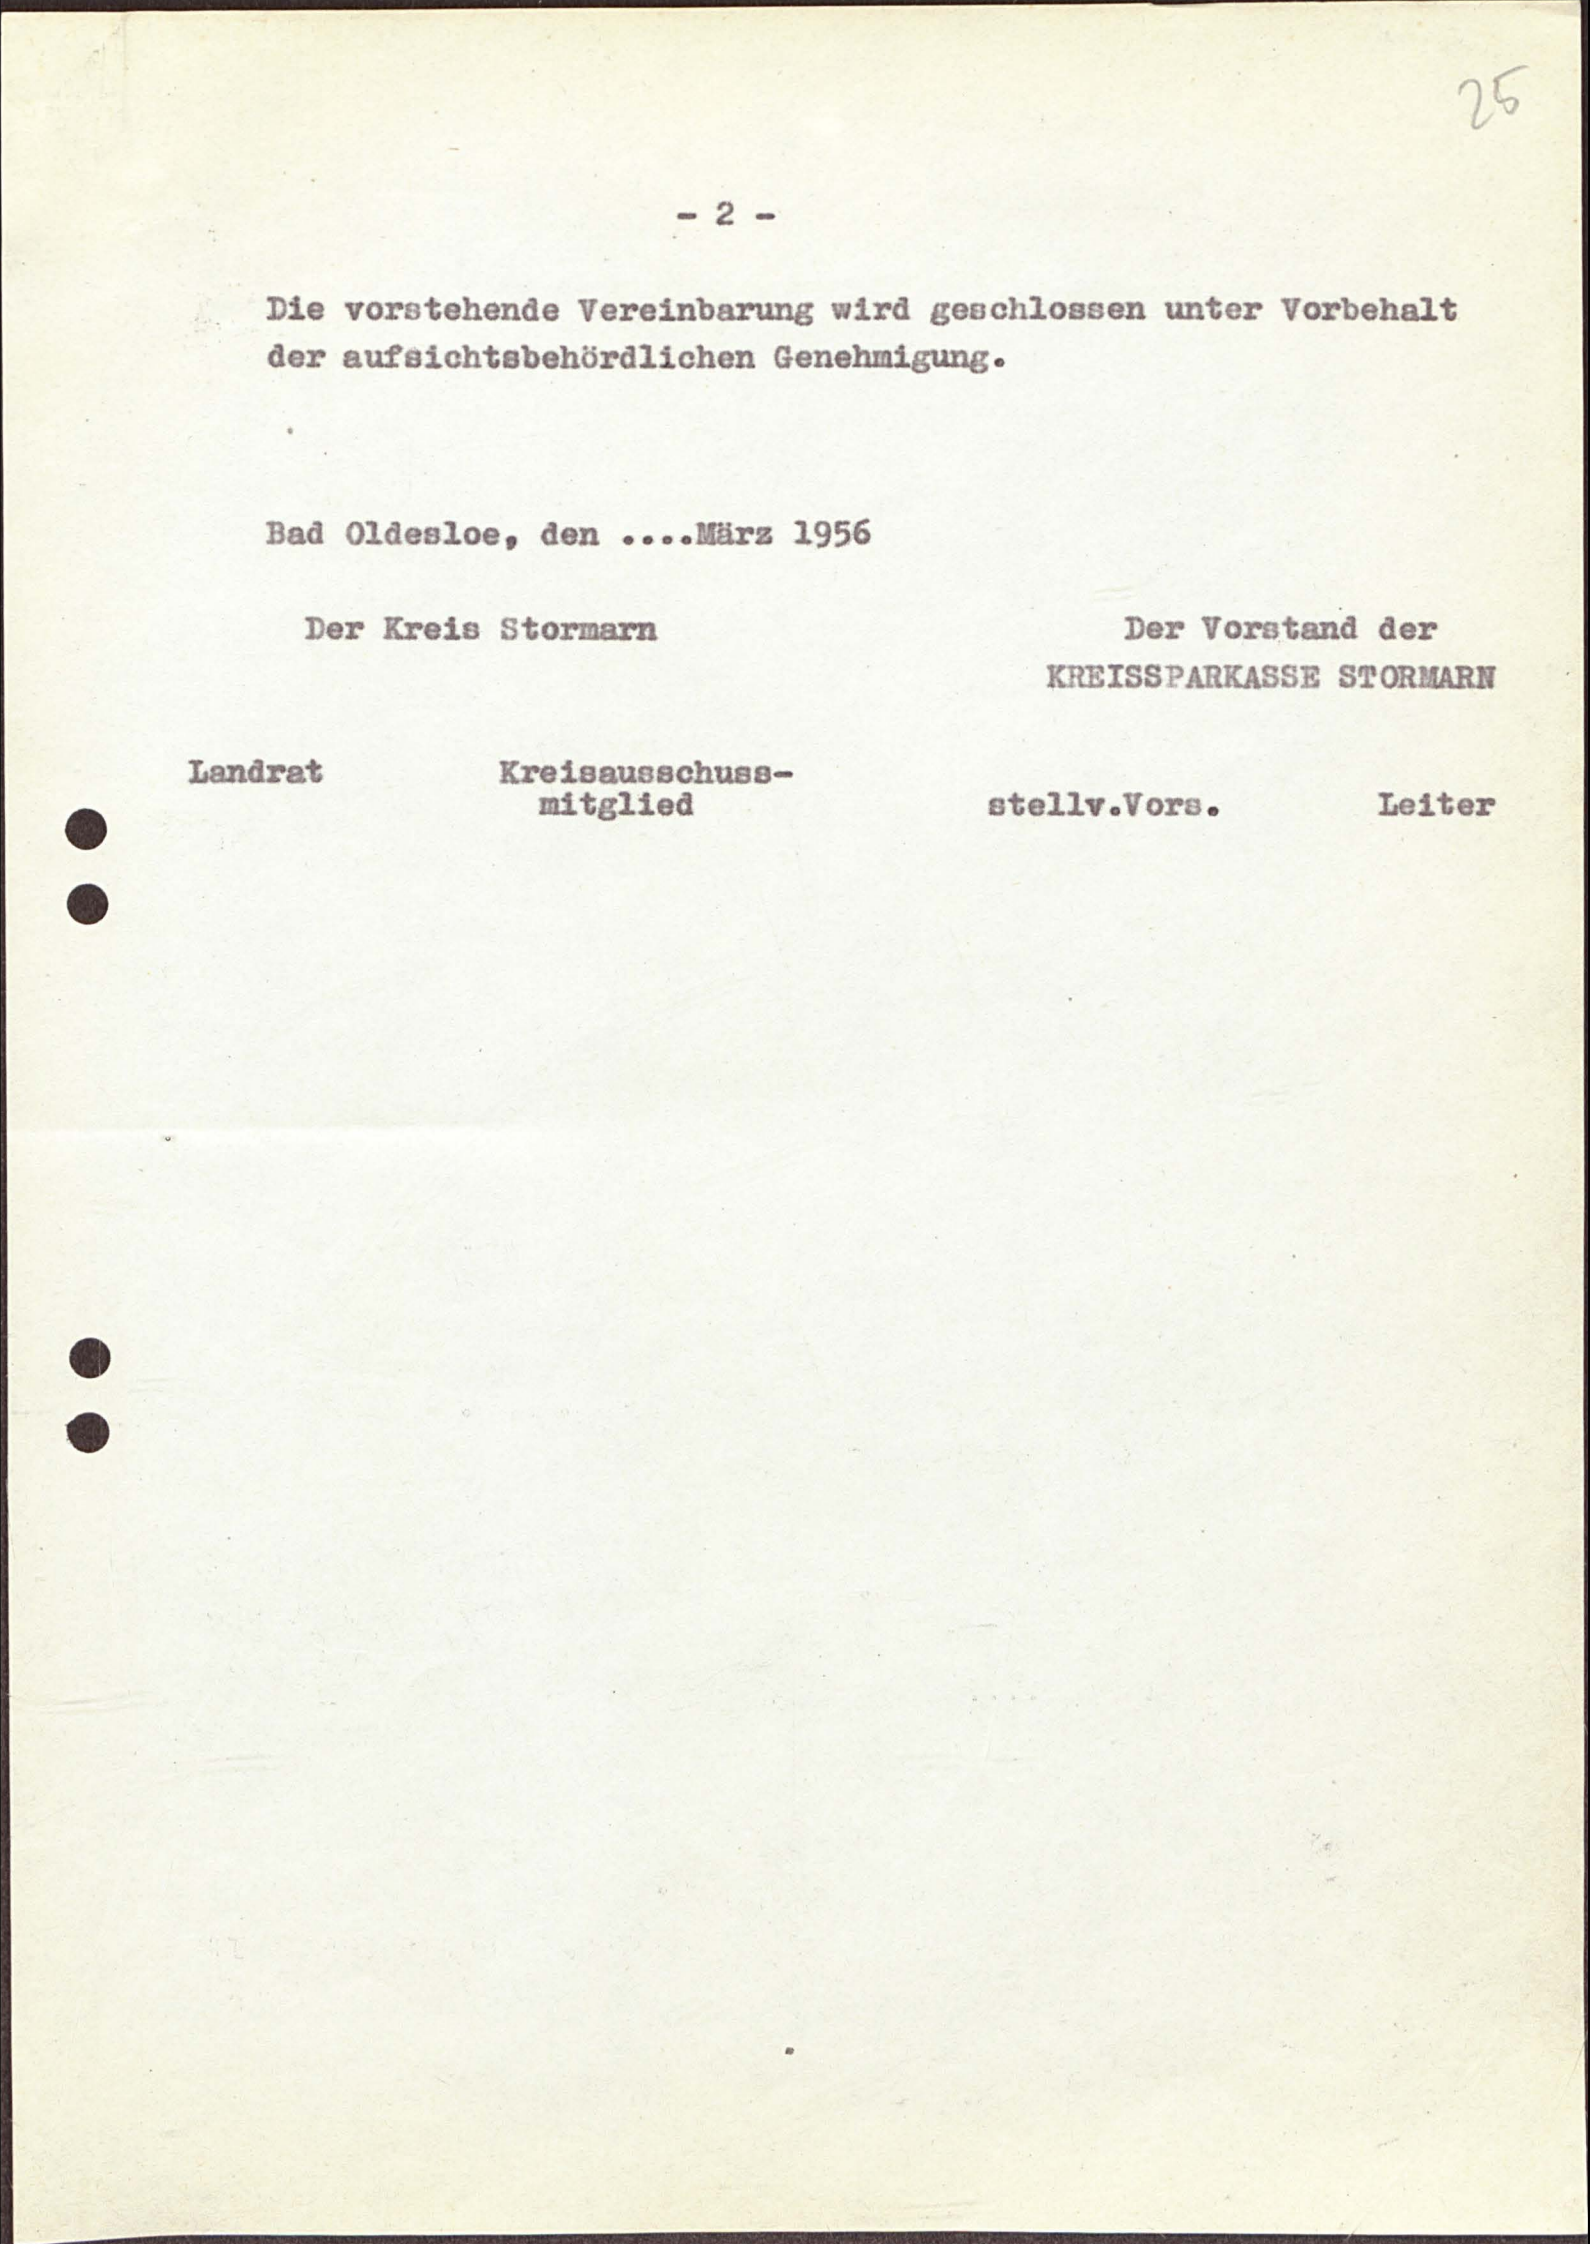 25
- 2 -
Die vorstehende Vereinbarung wird geschlossen unter Vorbehalt
der aufsichtsbehördlichen Genehmigung.
Bad Oldesloe, den ....März 1956
Der Kreis Stormarn
Der Vorstand der
KREISSPARKASSE STORMARN
Landrat Kreisausschuss-
mitglied
stellv.Vors. Leiter